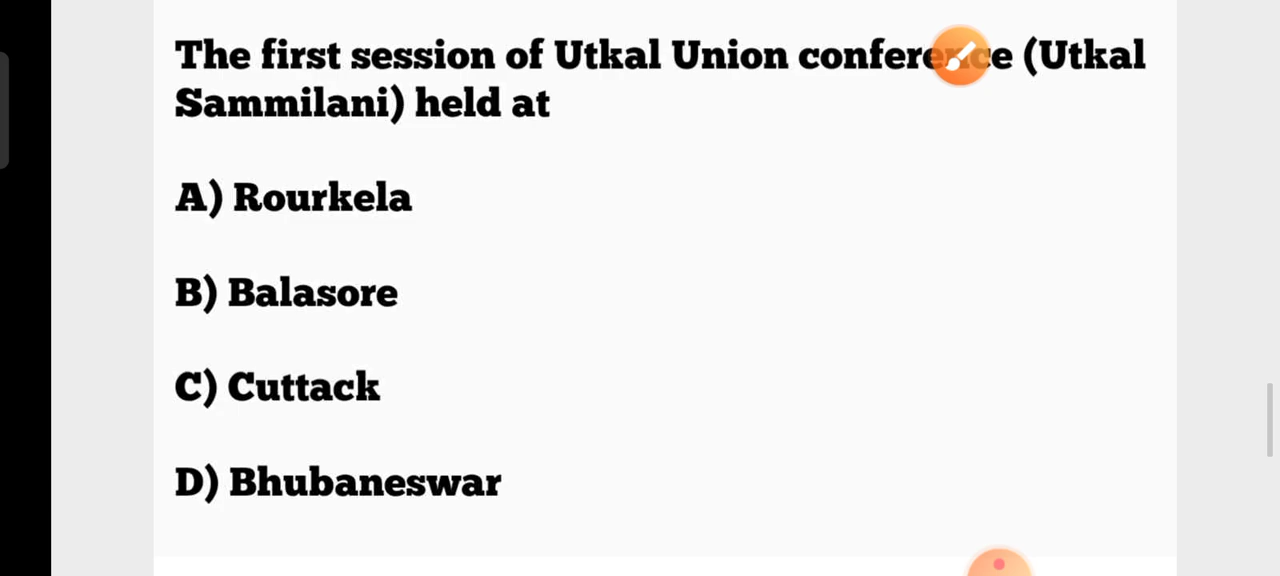 The first session of Utkal Union conference (Utkal
Sammilani) held at
A) Rourkela
B) Balasore
C) Cuttack
D) Bhubaneswar